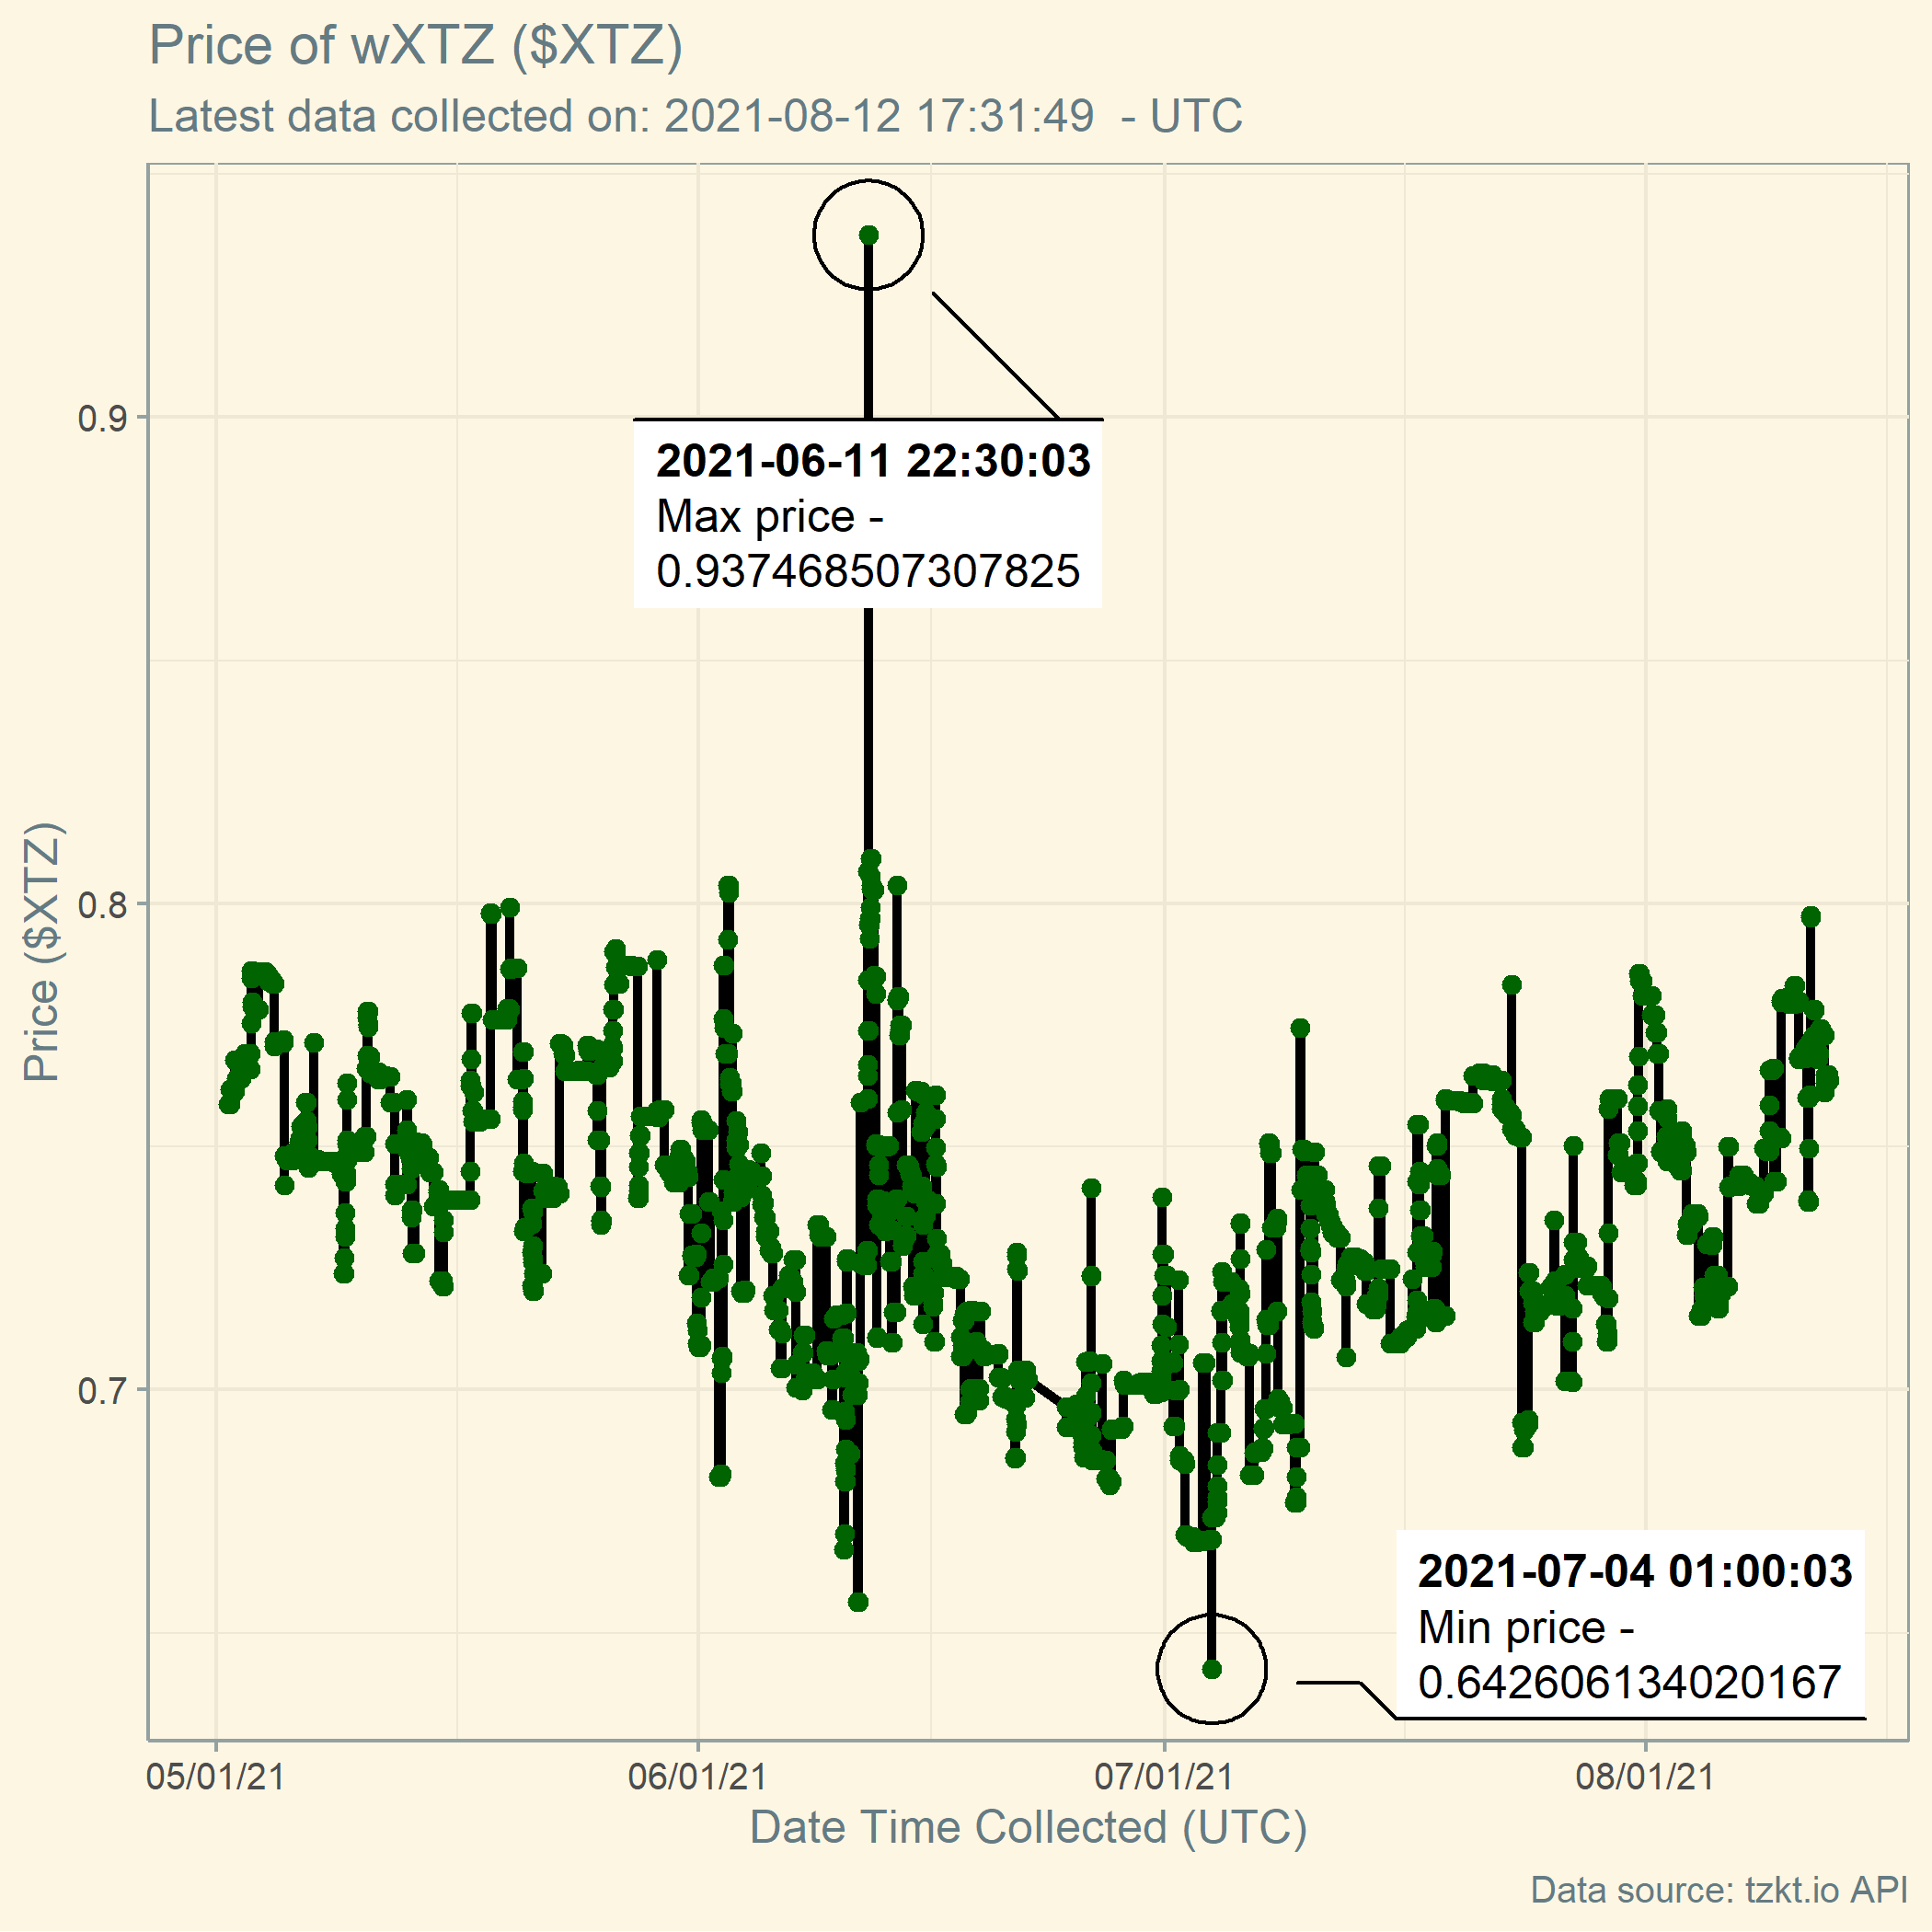 Price of wXTZ ($XTZ)
Latest data collected on: 2021-08-12 17:31:49  - UTC
Price ($XTZ)
0.9
0.8
0.7
2021-06-11 22:30:03
Max price -
0.937468507307825
2021-07-04 01:00:03
Min price -
0.642606134020167
05/01/21
06/01/21
07/01/21
08/01/21
Date Time Collected (UTC)
Data source: tzkt.io API